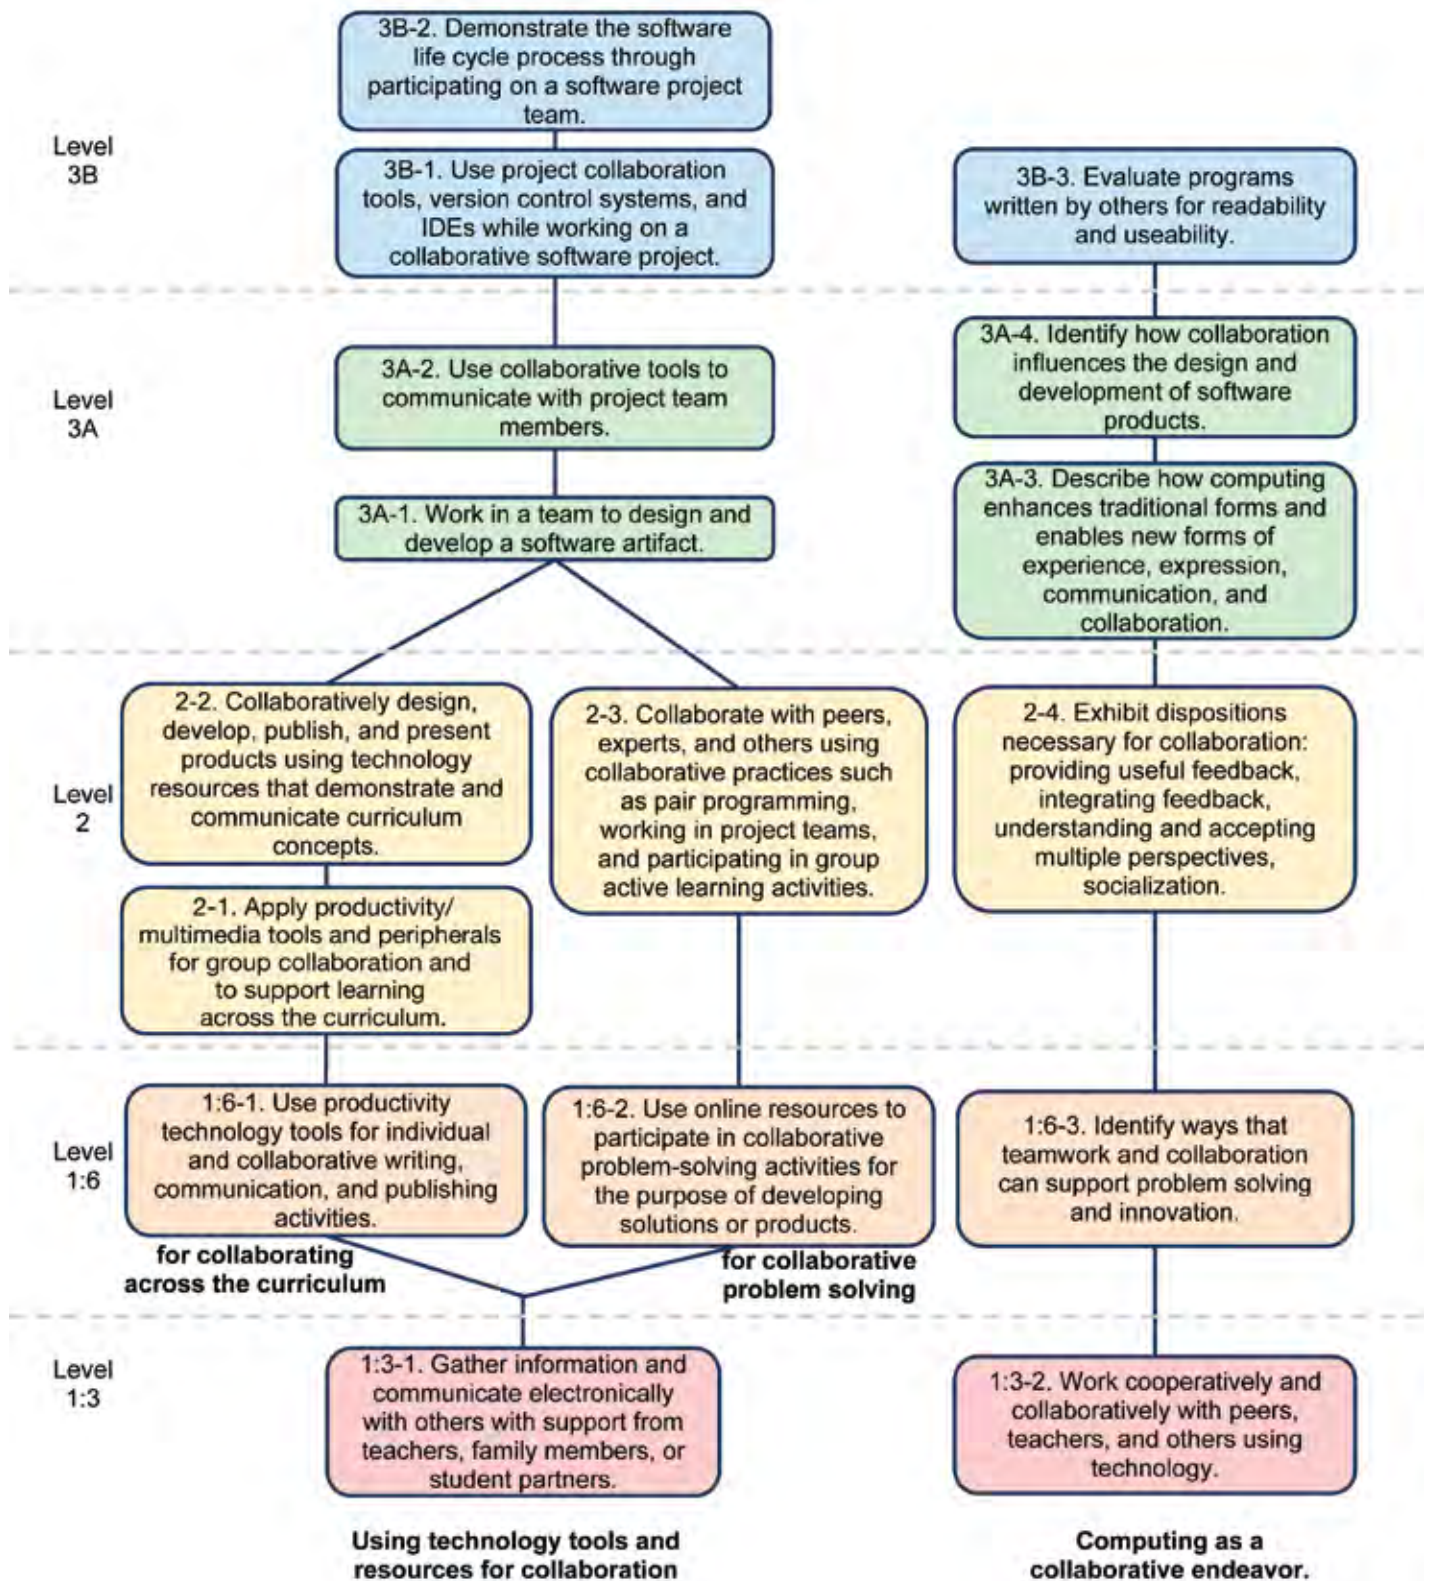 3B-2. Demonstrate the software
life cycle process through
participating on a software project
team.
Level
3B
3B-1. Use project collaboration
tools, version control systems, and
IDEs while working on a
collaborative software project.
3B-3. Evaluate programs
written by others for readability
and useability.
Level
3A
3A-2. Use collaborative tools to
communicate with project team
members.
3A-1. Work in a team to design and
develop a software artifact.
3A-4. Identify how collaboration
influences the design and
development of software
products.
3A-3. Describe how computing
enhances traditional forms and
enables new forms of
experience, expression,
communication, and
collaboration.
Level
2
2-2. Collaboratively design,
develop, publish, and present
products using technology
resources that demonstrate and
communicate curriculum
concepts.
2-1. Apply productivity/
multimedia tools and peripherals
for group collaboration and
to support learning
across the curriculum.
2-3. Collaborate with peers,
experts, and others using
collaborative practices such
as pair programming,
working in project teams,
and participating in group
active learning activities.
2-4. Exhibit dispositions
necessary for collaboration:
providing useful feedback,
integrating feedback,
understanding and accepting
multiple perspectives,
socialization.
Level
1:6
1:6-1. Use productivity
technology tools for individual
and collaborative writing,
communication, and publishing
activities.
for collaborating
across the curriculum
1:6-2. Use online resources to
participate in collaborative
problem-solving activities for
the purpose of developing
solutions or products.
for collaborative
problem solving
1:6-3. Identify ways that
teamwork and collaboration
can support problem solving
and innovation.
Level
1:3
1:3-1. Gather information and
communicate electronically
with others with support from
teachers, family members, or
student partners.
1:3-2. Work cooperatively and
collaboratively with peers,
teachers, and others using
technology.
Using technology tools and
resources for collaboration
Computing as a
collaborative endeavor.